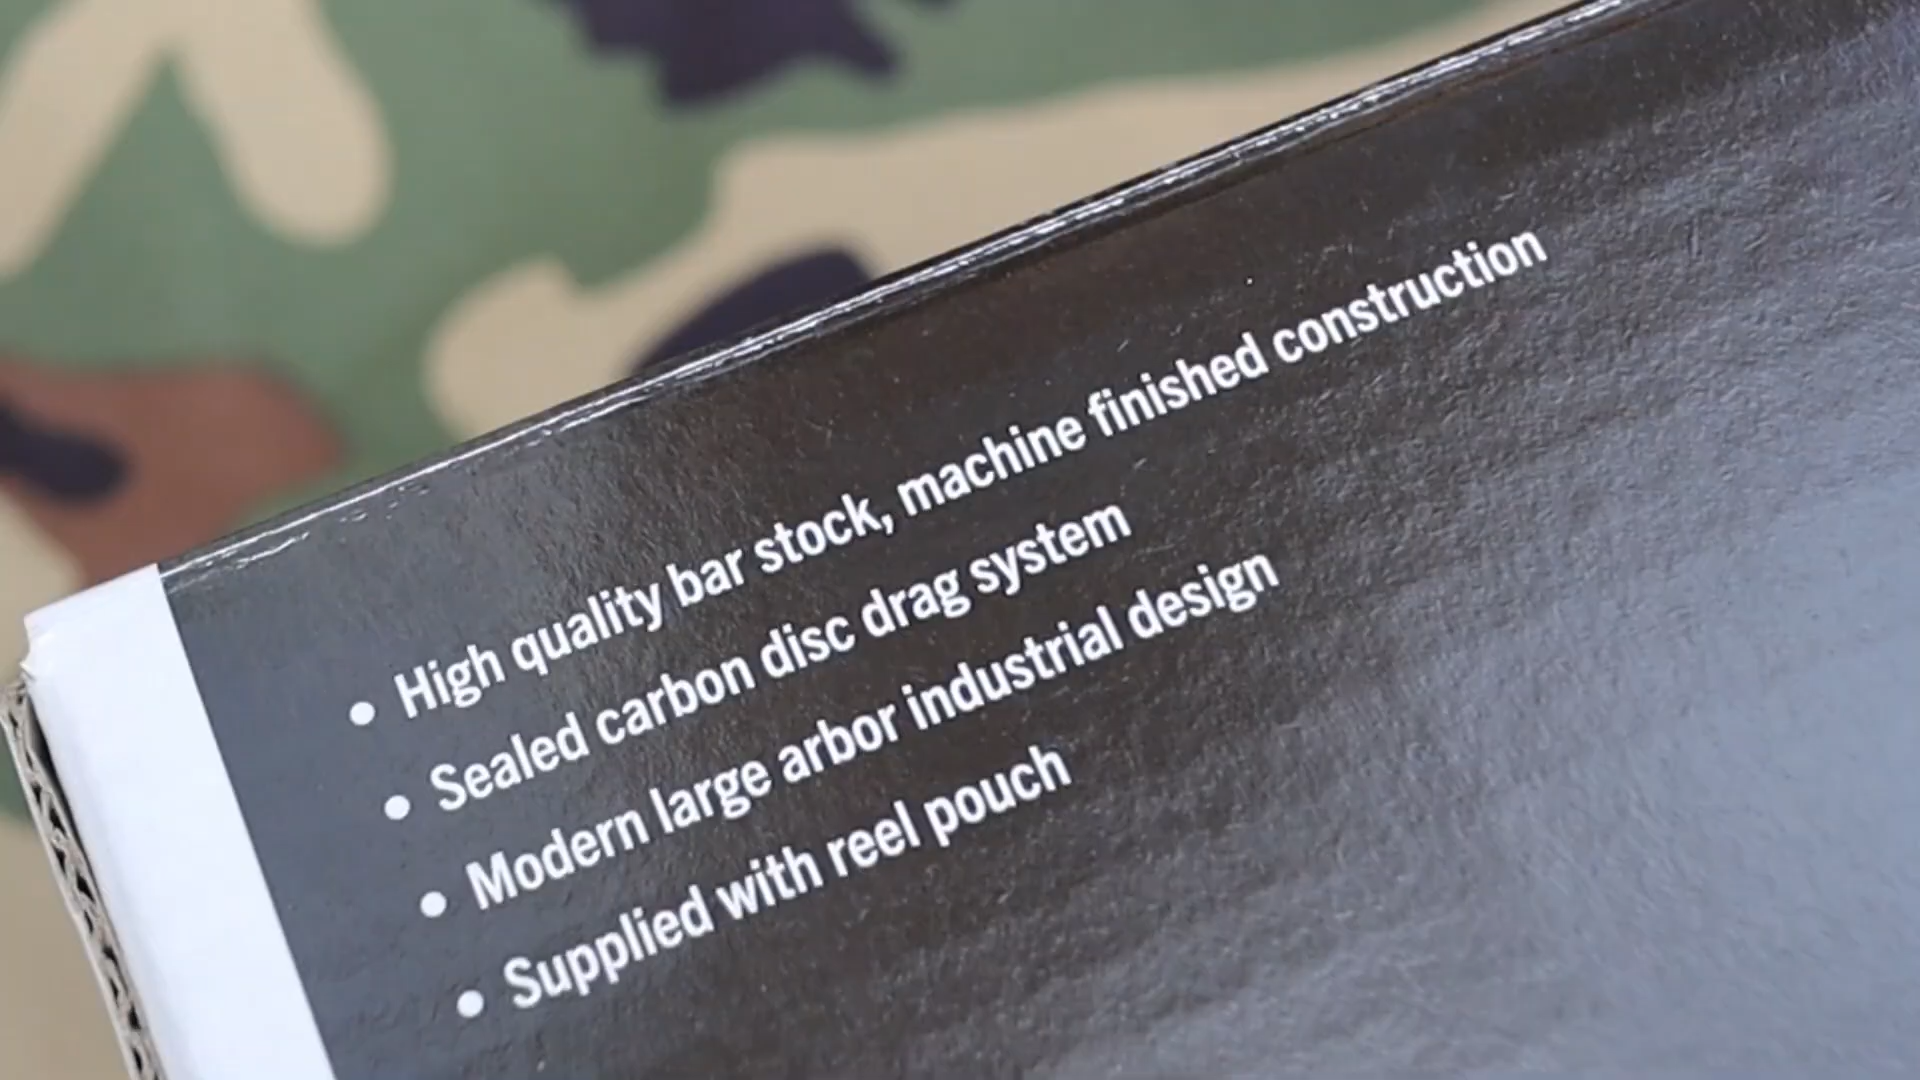 • High quality bar stock, machine finished construction
• Sealed carbon disc drag system
• Modern large arbor industrial design
• Supplied with reel pouch